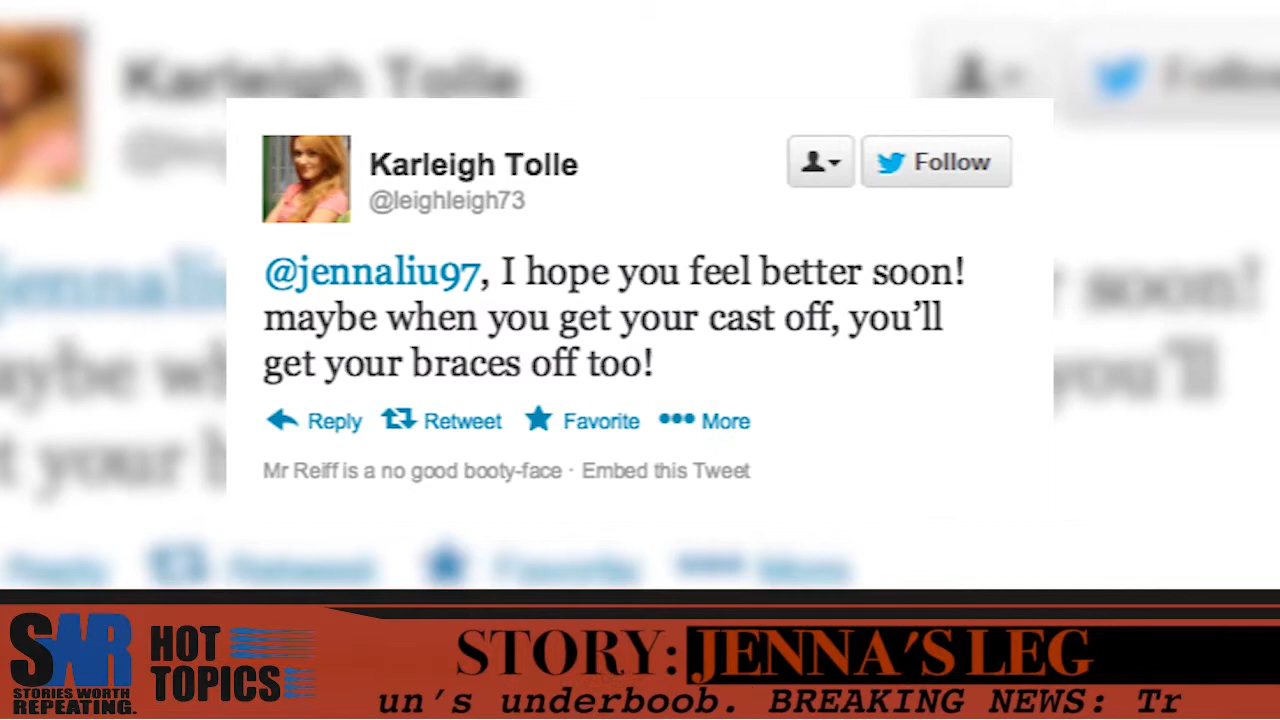 Karleigh Tolle
@leighleigh73
Follow
@jennaliu97, I hope you feel better soon!
maybe when you get your cast off, you'll
get your braces off too!
Reply Retweet Favorite More
Mr Reiff is a no good booty-face · Embed this Tweet
SWR
STORIES WORTH
REPEATING.
HOT
TOPICS
STORY: JENNA'S LEG
un's underboob. BREAKING NEWS: Tr